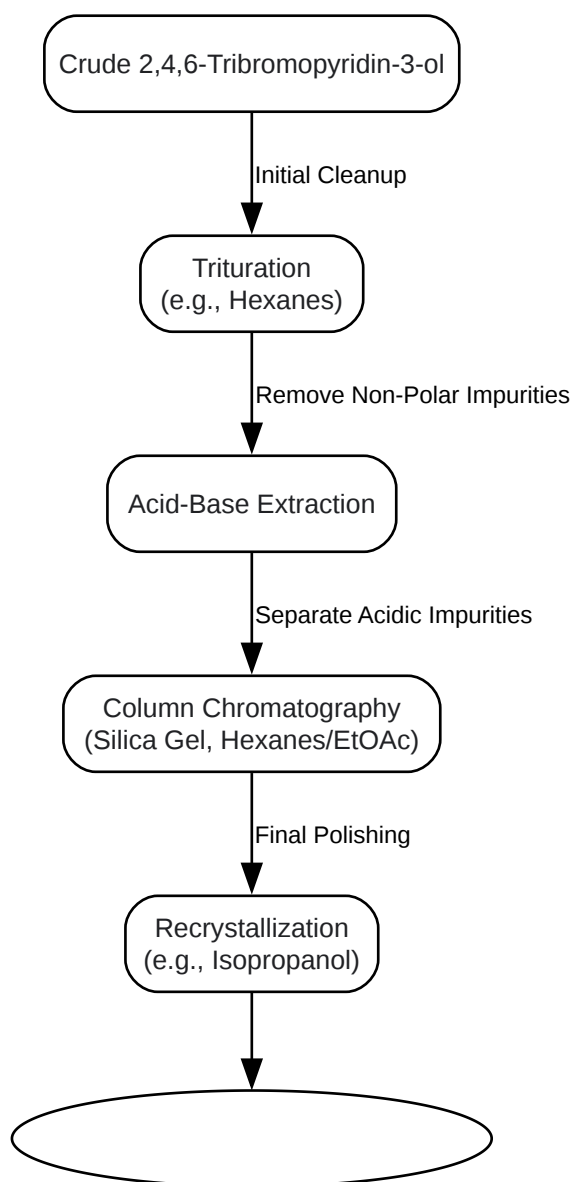 Crude 2,4,6-Tribromopyridin-3-ol
Initial Cleanup
Trituration
(e.g., Hexanes)
Remove Non-Polar Impurities
Acid-Base Extraction
Separate Acidic Impurities
Column Chromatography
(Silica Gel, Hexanes/EtOAc)
Final Polishing
Recrystallization
(e.g., Isopropanol)